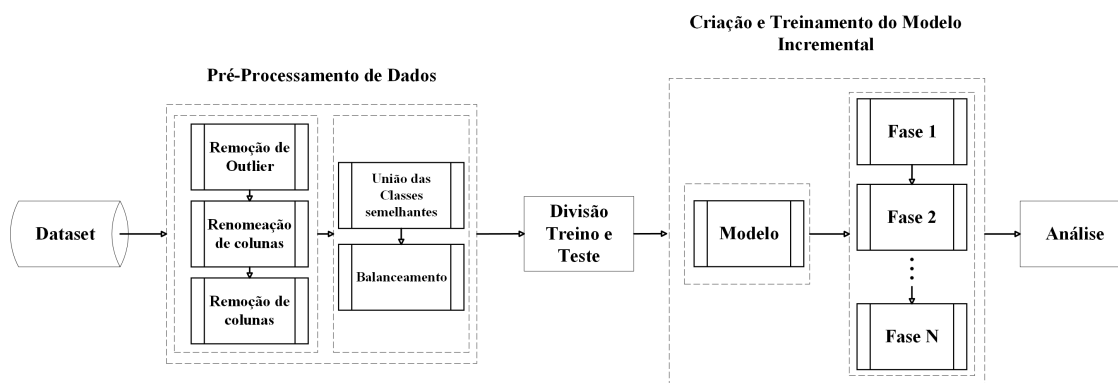 Criação e Treinamento do Modelo
Incremental
Pré-Processamento de Dados
Dataset
Remoção de
Outlier
Renomeação
de colunas
Remoção de
colunas
União das
Classes
semelhantes
Balanceamento
Divisão
Treino e
Teste
Modelo
Fase 1
Fase 2
Fase N
Análise